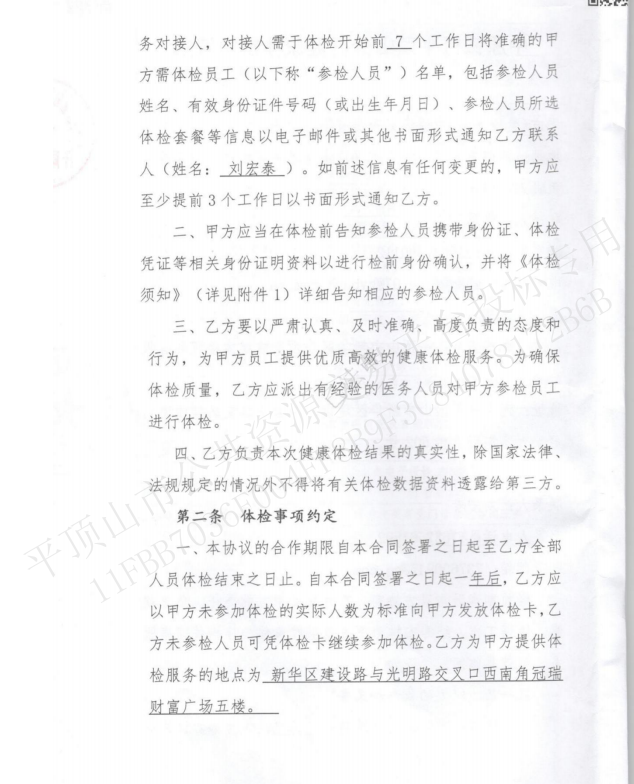 务对接人，对接人需于体检开始前 7 个工作日将准确的甲
方需体检员工（以下称“参检人员”）名单，包括参检人员
姓名、有效身份证件号码（或出生年月日）、参检人员所选
体检套餐等信息以电子邮件或其他书面形式通知乙方联系
人（姓名： 刘宏泰 ）。如前述信息有任何变更的，甲方应
至少提前3个工作日以书面形式通知乙方。
二、甲方应当在体检前告知参检人员携带身份证、体检
凭证等相关身份证明资料以进行检前身份确认，并将《体检
须知》（详见附件1）详细告知相应的参检人员。
三、乙方要以严肃认真、及时准确、高度负责的态度和
行为，为甲方员工提供优质高效的健康体检服务。为确保
体检质量，乙方应派出有经验的医务人员对甲方参检员工
进行体检。
四、乙方负责本次健康体检结果的真实性，除国家法律、
法规规定的情况外不得将有关体检数据资料透露给第三方。
第二条 体检事项约定
一、本协议的合作期限自本合同签署之日起至乙方全部
人员体检结束之日止。自本合同签署之日起一年后，乙方应
以甲方未参加体检的实际人数为标准向甲方发放体检卡，乙
方未参检人员可凭体检卡继续参加体检。乙方为甲方提供体
检服务的地点为 新华区建设路与光明路交叉口西南角冠瑞
财富广场五楼。
平顶山市公共资源交易平台投标专用